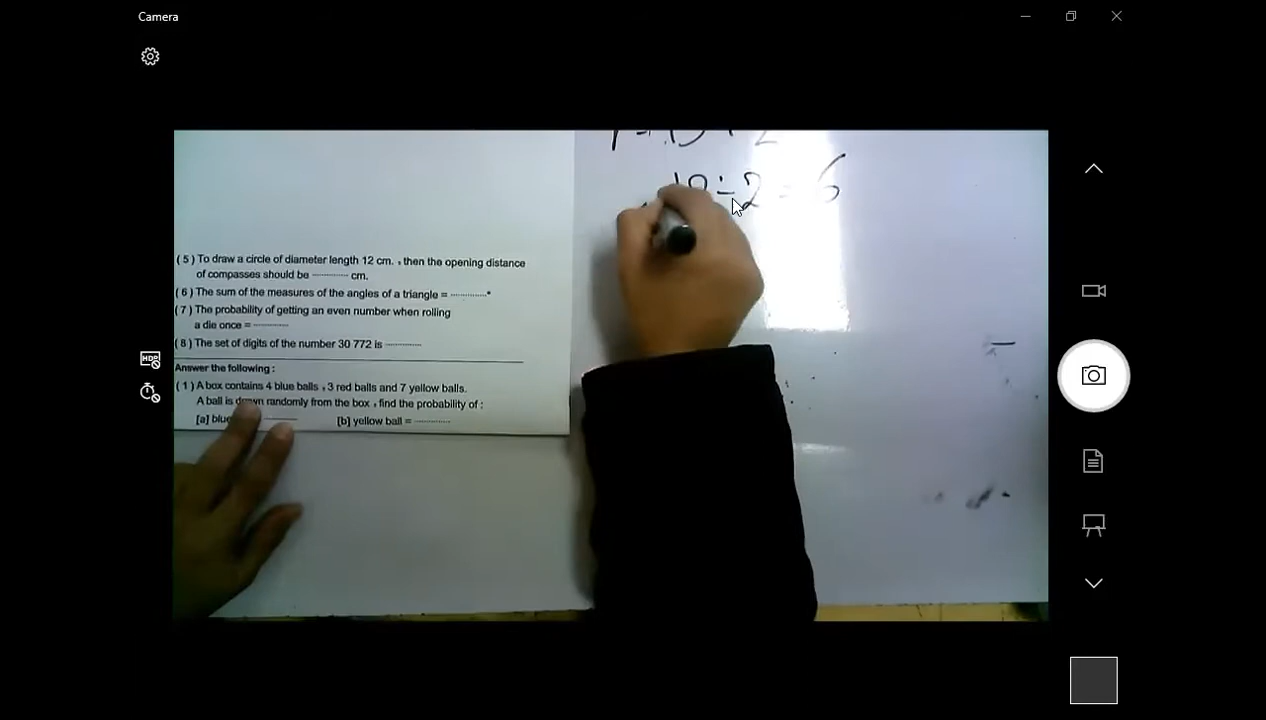 Camera
( 5 ) To draw a circle of diameter length 12 cm. , then the opening distance
of compasses should be ············ cm.
( 6 ) The sum of the measures of the angles of a triangle = ············°
( 7 ) The probability of getting an even number when rolling
a die once = ············
( 8 ) The set of digits of the number 30 772 is ············
Answer the following :
( 1 ) A box contains 4 blue balls , 3 red balls and 7 yellow balls.
A ball is drawn randomly from the box , find the probability of :
[a] blue
[b] yellow ball = ············
÷ 2 = 6
HDR